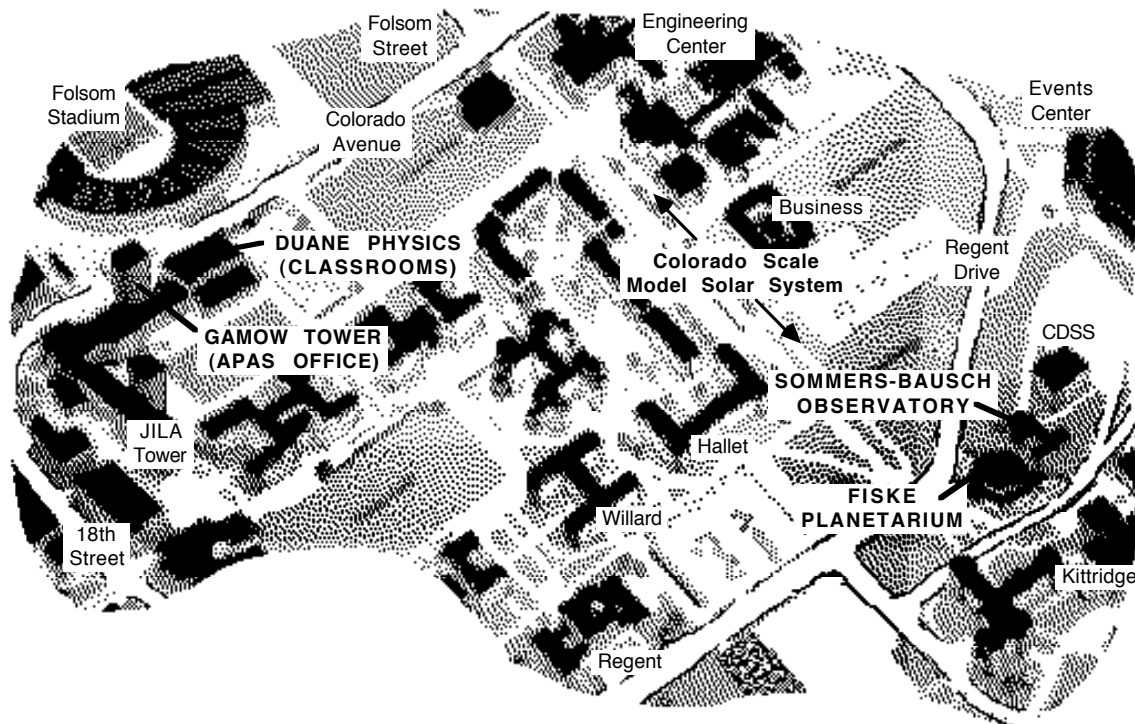 Folsom
Street
Engineering
Center
Folsom
Stadium
Colorado
Avenue
Events
Center
Business
DUANE PHYSICS
(CLASSROOMS)
Colorado Scale
Model Solar System
Regent
Drive
GAMOW TOWER
(APAS OFFICE)
CDSS
SOMMERS-BAUSCH
OBSERVATORY
JILA
Tower
Hallet
FISKE
PLANETARIUM
Willard
18th
Street
Kittridge
Regent